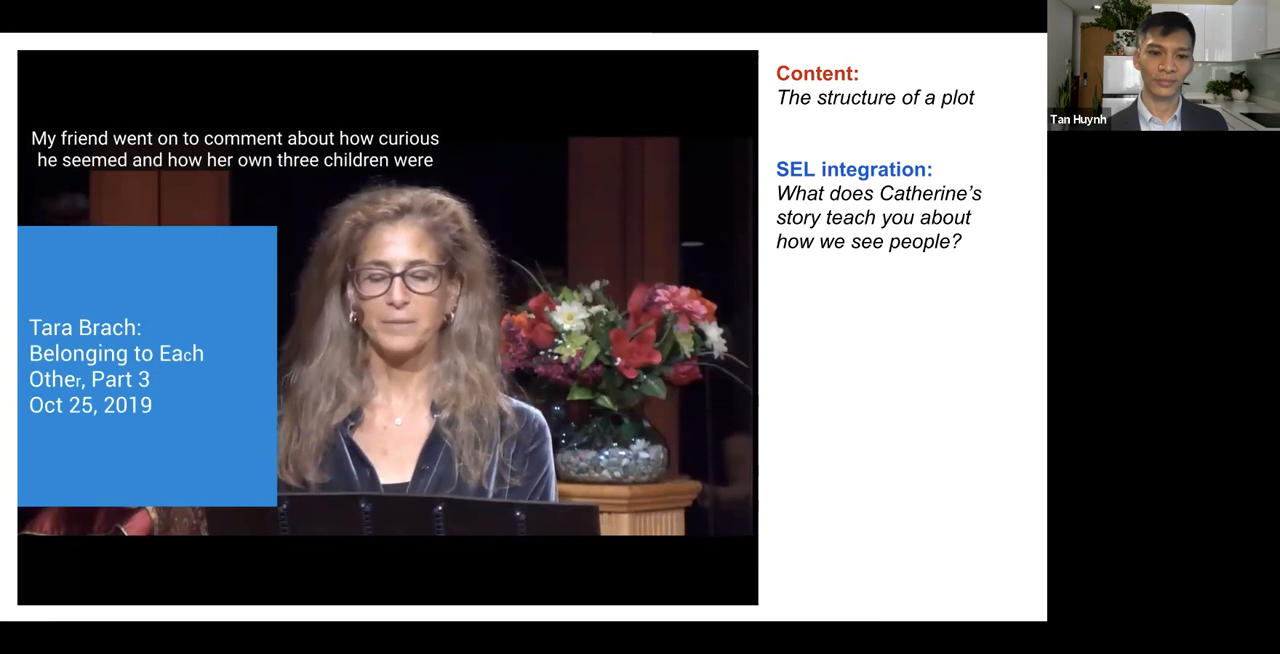 My friend went on to comment about how curious
he seemed and how her own three children were
Tara Brach:
Belonging to Each
Other, Part 3
Oct 25, 2019
Content:
The structure of a plot
SEL integration:
What does Catherine’s
story teach you about
how we see people?
Tan Huynh